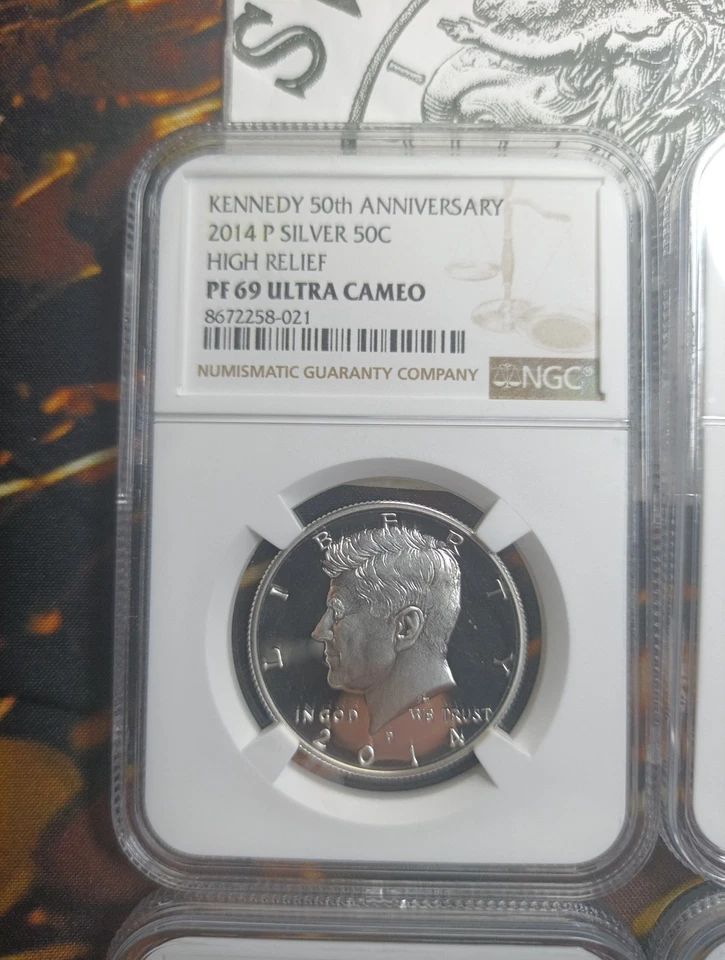 S
KENNEDY 50th ANNIVERSARY
2014 P SILVER 50C
HIGH RELIEF
PF 69 ULTRA CAMEO
8672258-021
NUMISMATIC GUARANTY COMPANY NGC®
LIBERTY
IN GOD WE TRUST
P
2014